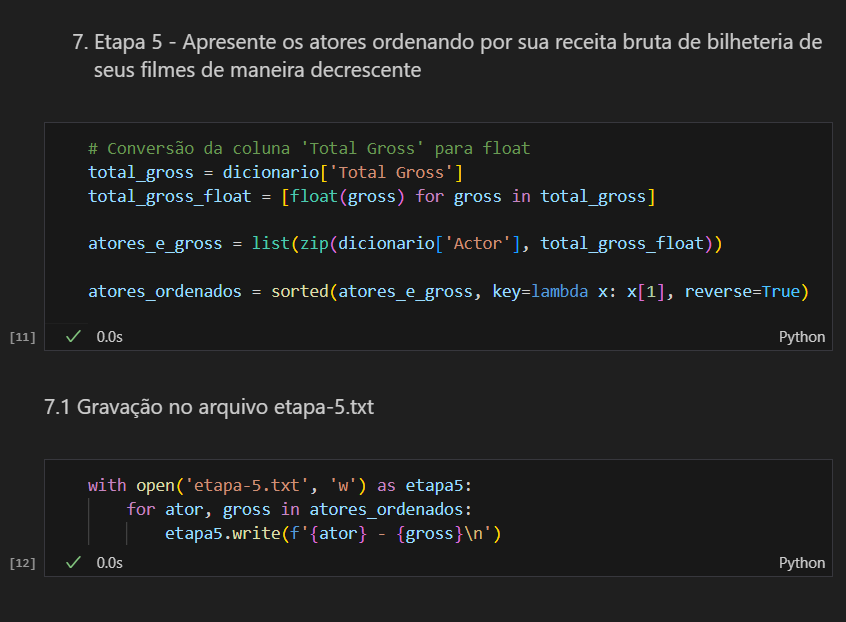 7. Etapa 5 - Apresente os atores ordenando por sua receita bruta de bilheteria de
seus filmes de maneira decrescente
# Conversão da coluna 'Total Gross' para float
total_gross = dicionario['Total Gross']
total_gross_float = [float(gross) for gross in total_gross]
atores_e_gross = list(zip(dicionario['Actor'], total_gross_float))
atores_ordenados = sorted(atores_e_gross, key=lambda x: x[1], reverse=True)
[11] ✓ 0.0s Python
7.1 Gravação no arquivo etapa-5.txt
with open('etapa-5.txt', 'w') as etapa5:
    for ator, gross in atores_ordenados:
        etapa5.write(f'{ator} - {gross}\n')
[12] ✓ 0.0s Python